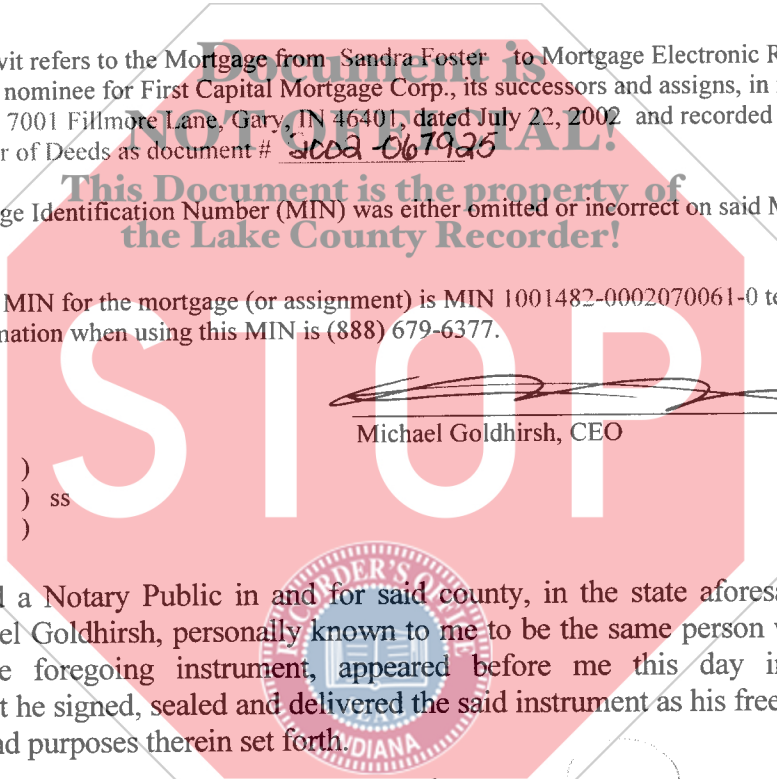 Document is
vit refers to the Mortgage from Sandra Foster to Mortgage Electronic R
nominee for First Capital Mortgage Corp., its successors and assigns, in
7001 Fillmore Lane, Gary, IN 46401, dated July 22, 2002 and recorded
NOT OFFICIAL!
r of Deeds as document # 2002-067925
This Document is the property of
ge Identification Number (MIN) was either omitted or incorrect on said M
the Lake County Recorder!
MIN for the mortgage (or assignment) is MIN 1001482-0002070061-0 te
nation when using this MIN is (888) 679-6377.
STOP
Michael Goldhirsh, CEO
)
) ss
)
RECORDER'S OFFICE
d a Notary Public in and for said county, in the state afores
el Goldhirsh, personally known to me to be the same person
e foregoing instrument, appeared before me this day i
t he signed, sealed and delivered the said instrument as his free
SEAL
nd purposes therein set forth.
INDIANA